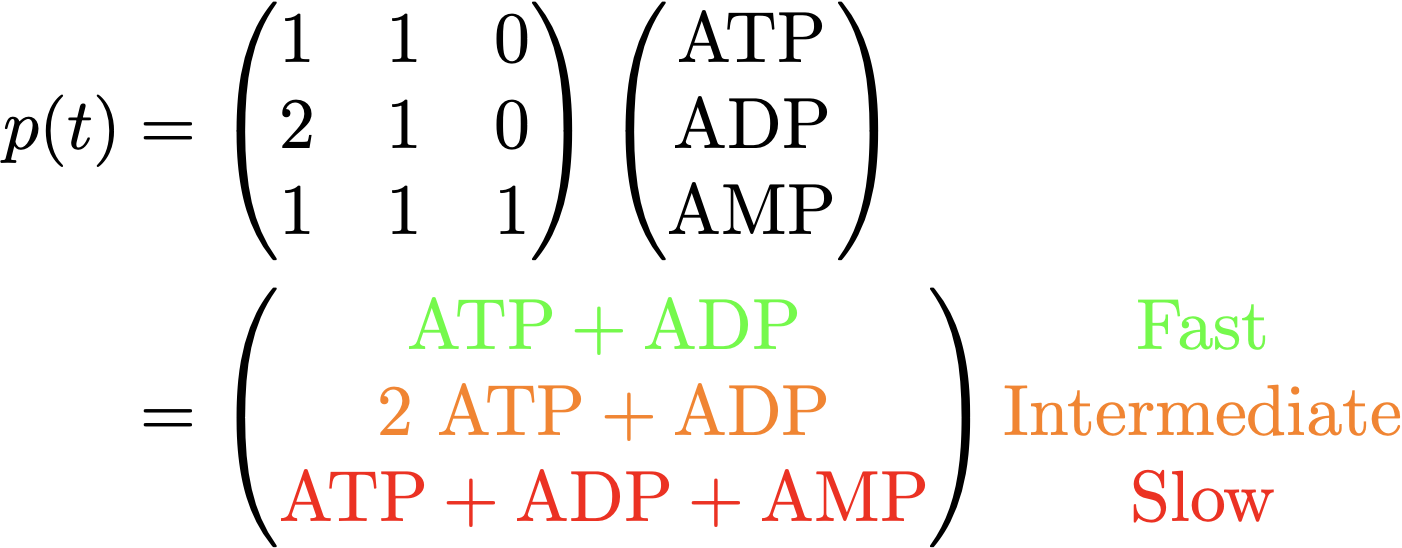 p(t) = ( 1 1 0 ) ( ATP )
( 2 1 0 ) ( ADP )
( 1 1 1 ) ( AMP )
= ( ATP + ADP ) Fast
( 2 ATP + ADP ) Intermediate
( ATP + ADP + AMP ) Slow